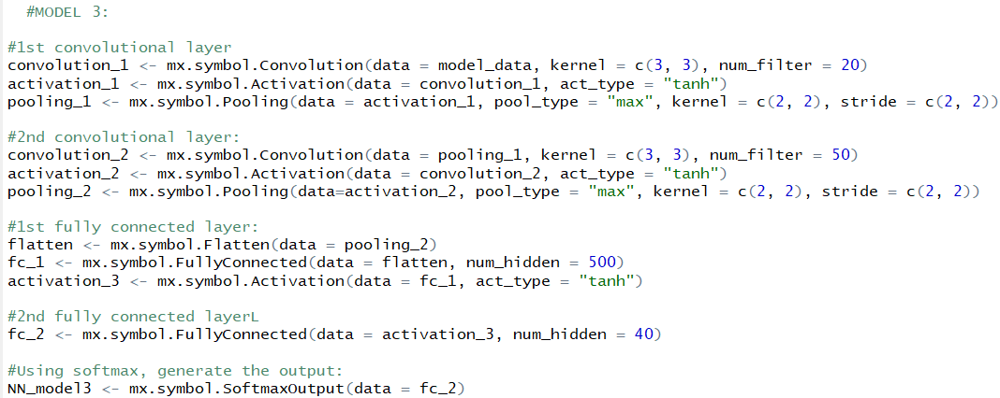 #MODEL 3:
#1st convolutional layer
convolution_1 <- mx.symbol.Convolution(data = model_data, kernel = c(3, 3), num_filter = 20)
activation_1 <- mx.symbol.Activation(data = convolution_1, act_type = "tanh")
pooling_1 <- mx.symbol.Pooling(data = activation_1, pool_type = "max", kernel = c(2, 2), stride = c(2, 2))
#2nd convolutional layer:
convolution_2 <- mx.symbol.Convolution(data = pooling_1, kernel = c(3, 3), num_filter = 50)
activation_2 <- mx.symbol.Activation(data = convolution_2, act_type = "tanh")
pooling_2 <- mx.symbol.Pooling(data=activation_2, pool_type = "max", kernel = c(2, 2), stride = c(2, 2))
#1st fully connected layer:
flatten <- mx.symbol.Flatten(data = pooling_2)
fc_1 <- mx.symbol.FullyConnected(data = flatten, num_hidden = 500)
activation_3 <- mx.symbol.Activation(data = fc_1, act_type = "tanh")
#2nd fully connected layerL
fc_2 <- mx.symbol.FullyConnected(data = activation_3, num_hidden = 40)
#Using softmax, generate the output:
NN_model3 <- mx.symbol.SoftmaxOutput(data = fc_2)